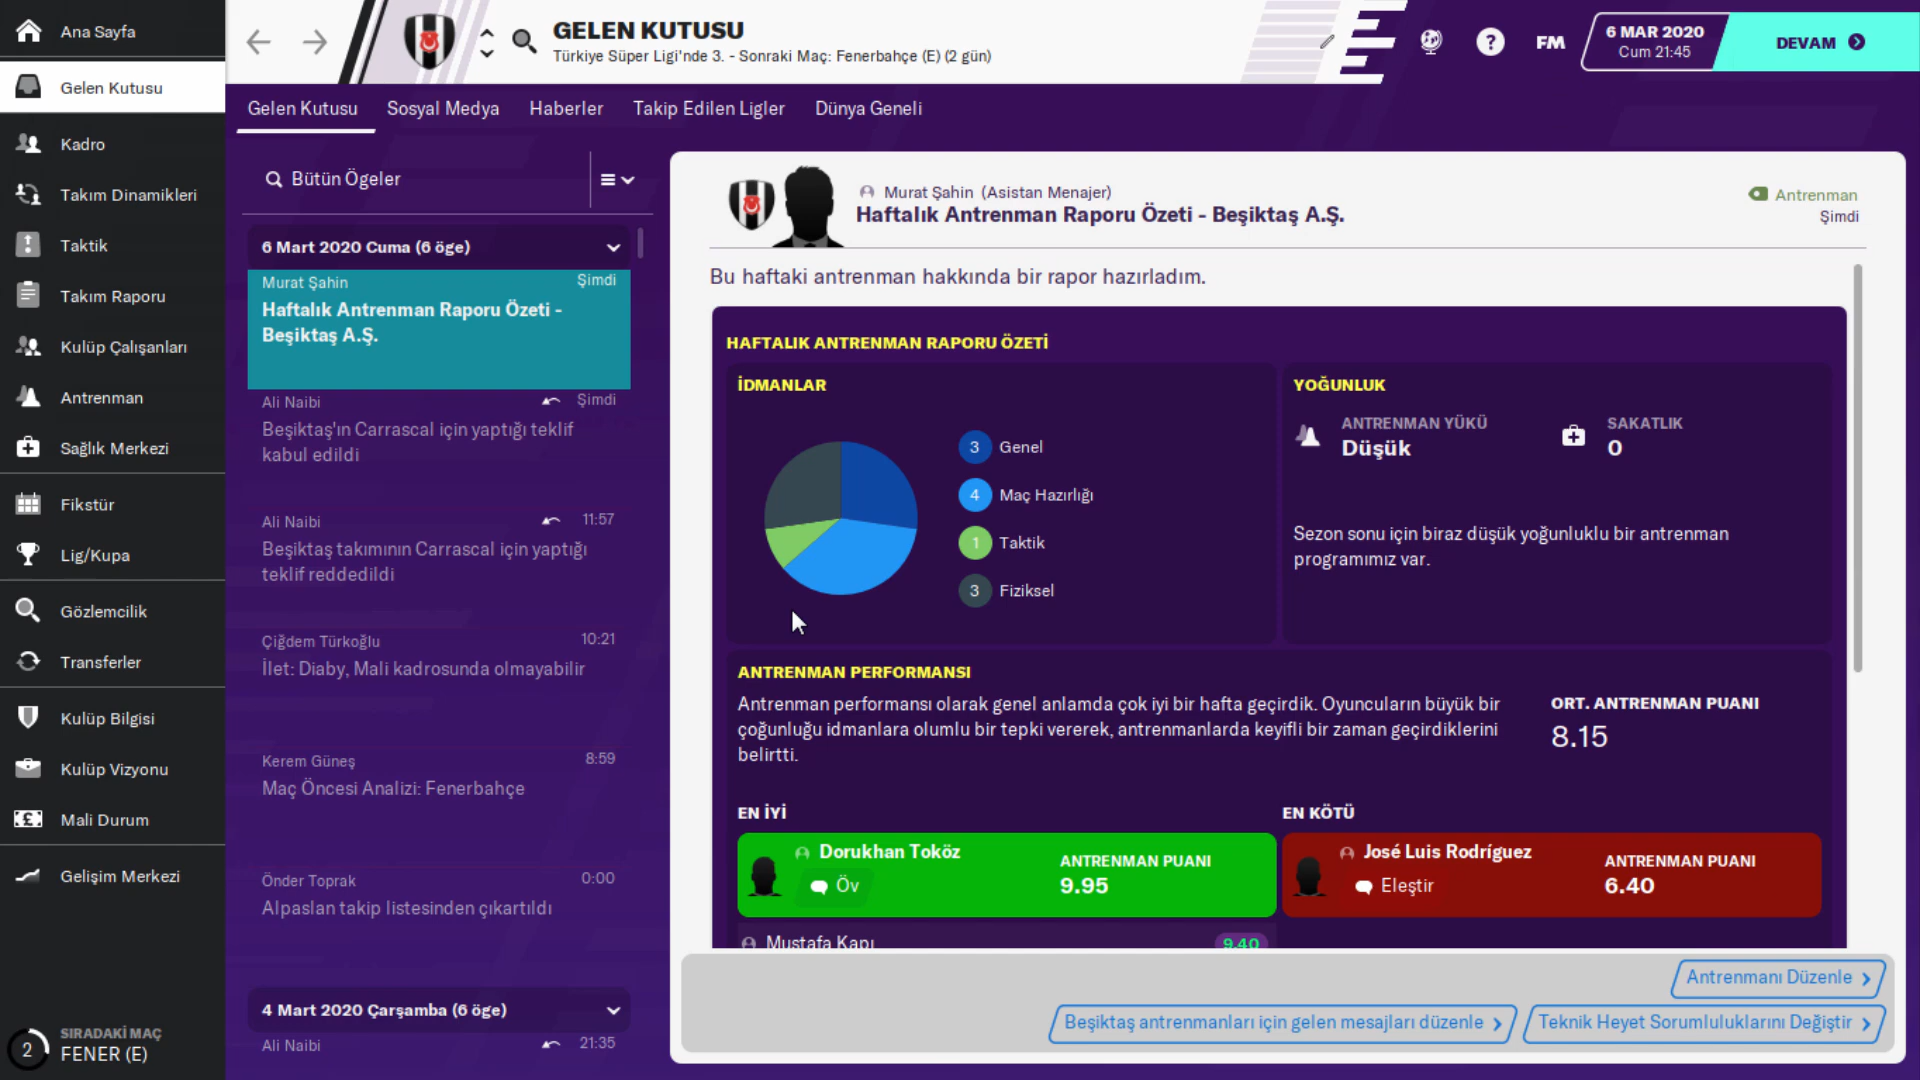 Ana Sayfa
Gelen Kutusu
Kadro
Takım Dinamikleri
Taktik
Takım Raporu
Kulüp Çalışanları
Antrenman
Sağlık Merkezi
Fikstür
Lig/Kupa
Gözlemcilik
Transferler
Kulüp Bilgisi
Kulüp Vizyonu
Mali Durum
Gelişim Merkezi
2
SIRADAKİ MAÇ
FENER (E)
GELEN KUTUSU
Türkiye Süper Ligi'nde 3. - Sonraki Maç: Fenerbahçe (E) (2 gün)
?
FM
6 MAR 2020
Cum 21:45
DEVAM
Gelen Kutusu
Sosyal Medya
Haberler
Takip Edilen Ligler
Dünya Geneli
Bütün Ögeler
6 Mart 2020 Cuma (6 öge)
Murat Şahin
Şimdi
Haftalık Antrenman Raporu Özeti -
Beşiktaş A.Ş.
Ali Naibi
Şimdi
Beşiktaş'ın Carrascal için yaptığı teklif
kabul edildi
Ali Naibi
11:57
Beşiktaş takımının Carrascal için yaptığı
teklif reddedildi
Çiğdem Türkoğlu
10:21
İlet: Diaby, Mali kadrosunda olmayabilir
Kerem Güneş
8:59
Maç Öncesi Analizi: Fenerbahçe
Önder Toprak
0:00
Alpaslan takip listesinden çıkartıldı
4 Mart 2020 Çarşamba (6 öge)
Ali Naibi
21:35
Murat Şahin (Asistan Menajer)
Haftalık Antrenman Raporu Özeti - Beşiktaş A.Ş.
Antrenman
Şimdi
Bu haftaki antrenman hakkında bir rapor hazırladım.
HAFTALIK ANTRENMAN RAPORU ÖZETİ
İDMANLAR
3 Genel
4 Maç Hazırlığı
1 Taktik
3 Fiziksel
YOĞUNLUK
ANTRENMAN YÜKÜ
Düşük
SAKATLIK
0
Sezon sonu için biraz düşük yoğunluklu bir antrenman
programımız var.
ANTRENMAN PERFORMANSI
Antrenman performansı olarak genel anlamda çok iyi bir hafta geçirdik. Oyuncuların büyük bir
çoğunluğu idmanlara olumlu bir tepki vererek, antrenmanlarda keyifli bir zaman geçirdiklerini
belirtti.
ORT. ANTRENMAN PUANI
8.15
EN İYİ
Dorukhan Toköz
Öv
ANTRENMAN PUANI
9.95
EN KÖTÜ
José Luis Rodríguez
Eleştir
ANTRENMAN PUANI
6.40
Mustafa Kapı
9.40
Antrenmanı Düzenle
Beşiktaş antrenmanları için gelen mesajları düzenle
Teknik Heyet Sorumluluklarını Değiştir